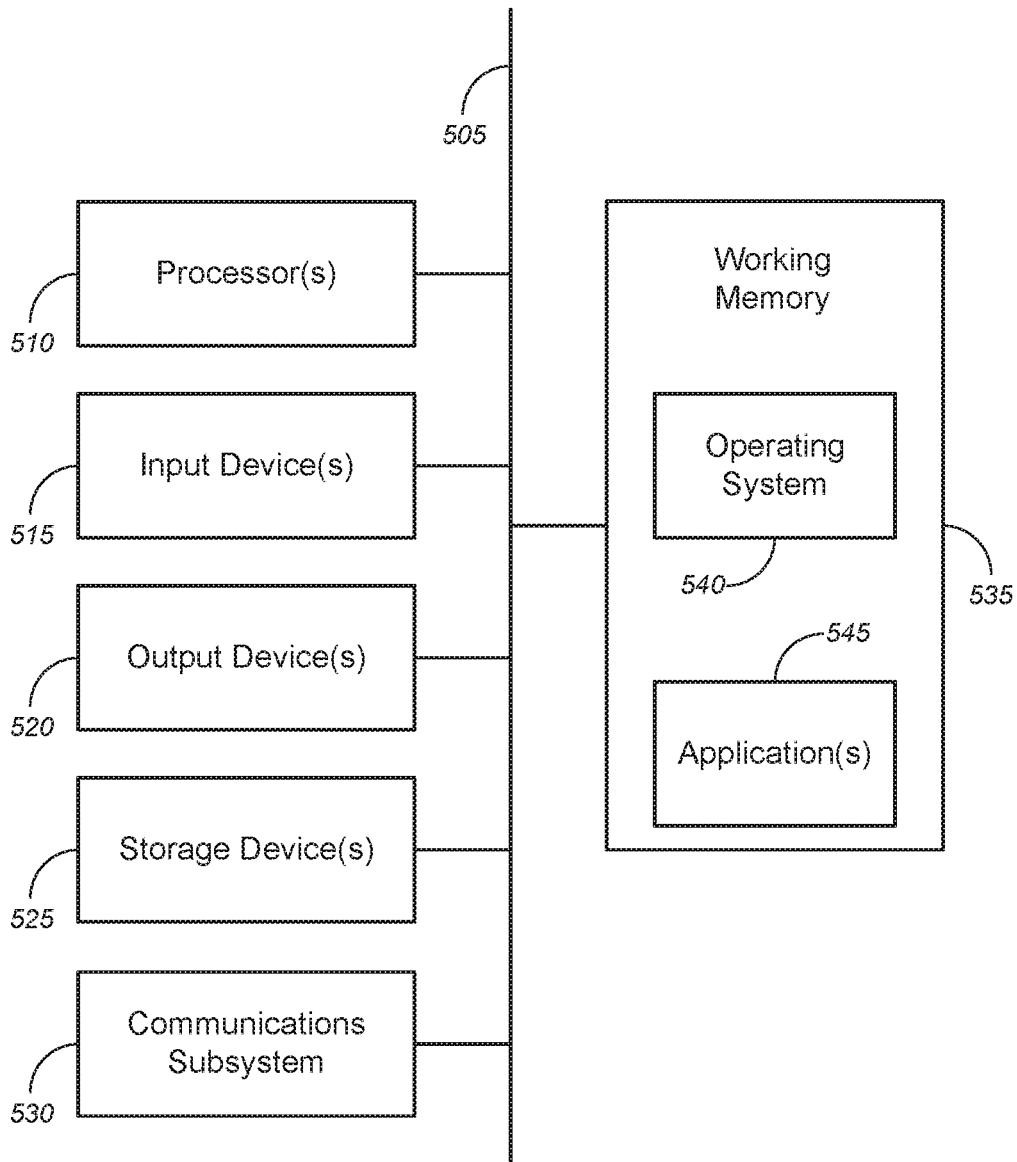 505
Processor(s)
510
Input Device(s)
515
Output Device(s)
520
Storage Device(s)
525
Communications
Subsystem
530
Working
Memory
Operating
System
540
535
545
Application(s)